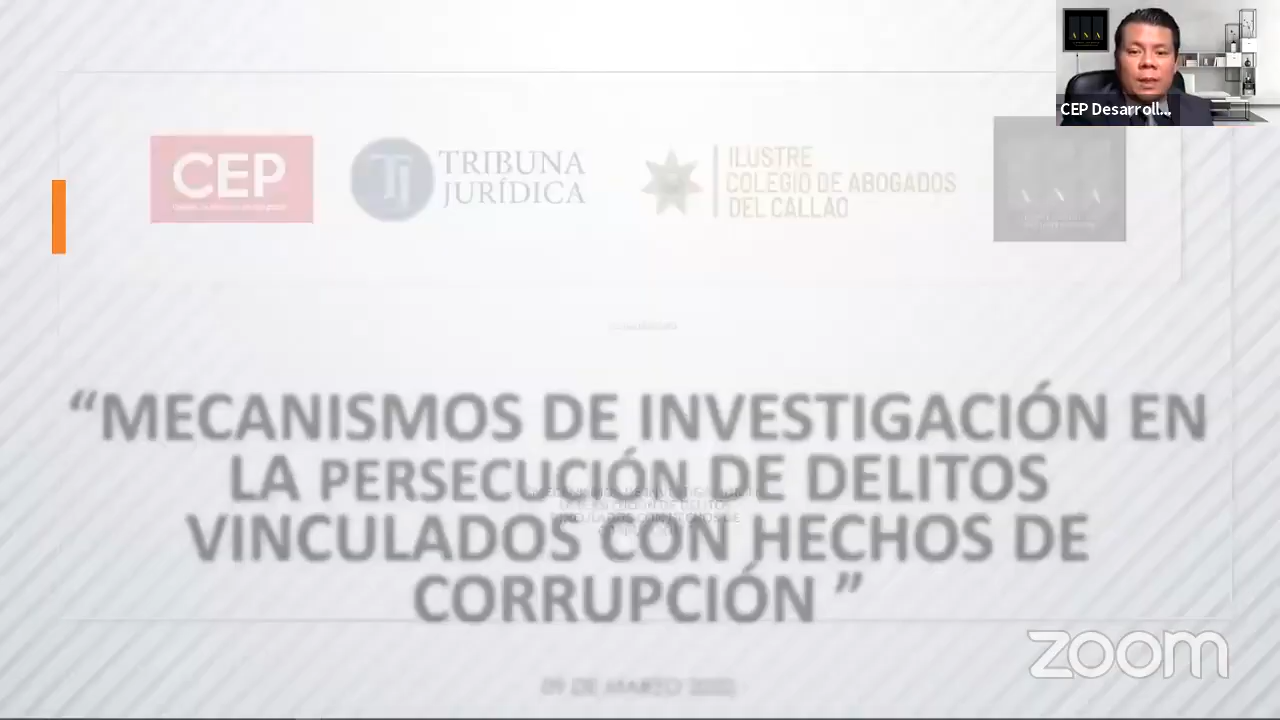 CEP Desarroll...
CEP
TRIBUNA
JURÍDICA
ILUSTRE
COLEGIO DE ABOGADOS
DEL CALLAO
“MECANISMOS DE INVESTIGACIÓN EN
LA PERSECUCIÓN DE DELITOS
VINCULADOS CON HECHOS DE
CORRUPCIÓN ”
zoom